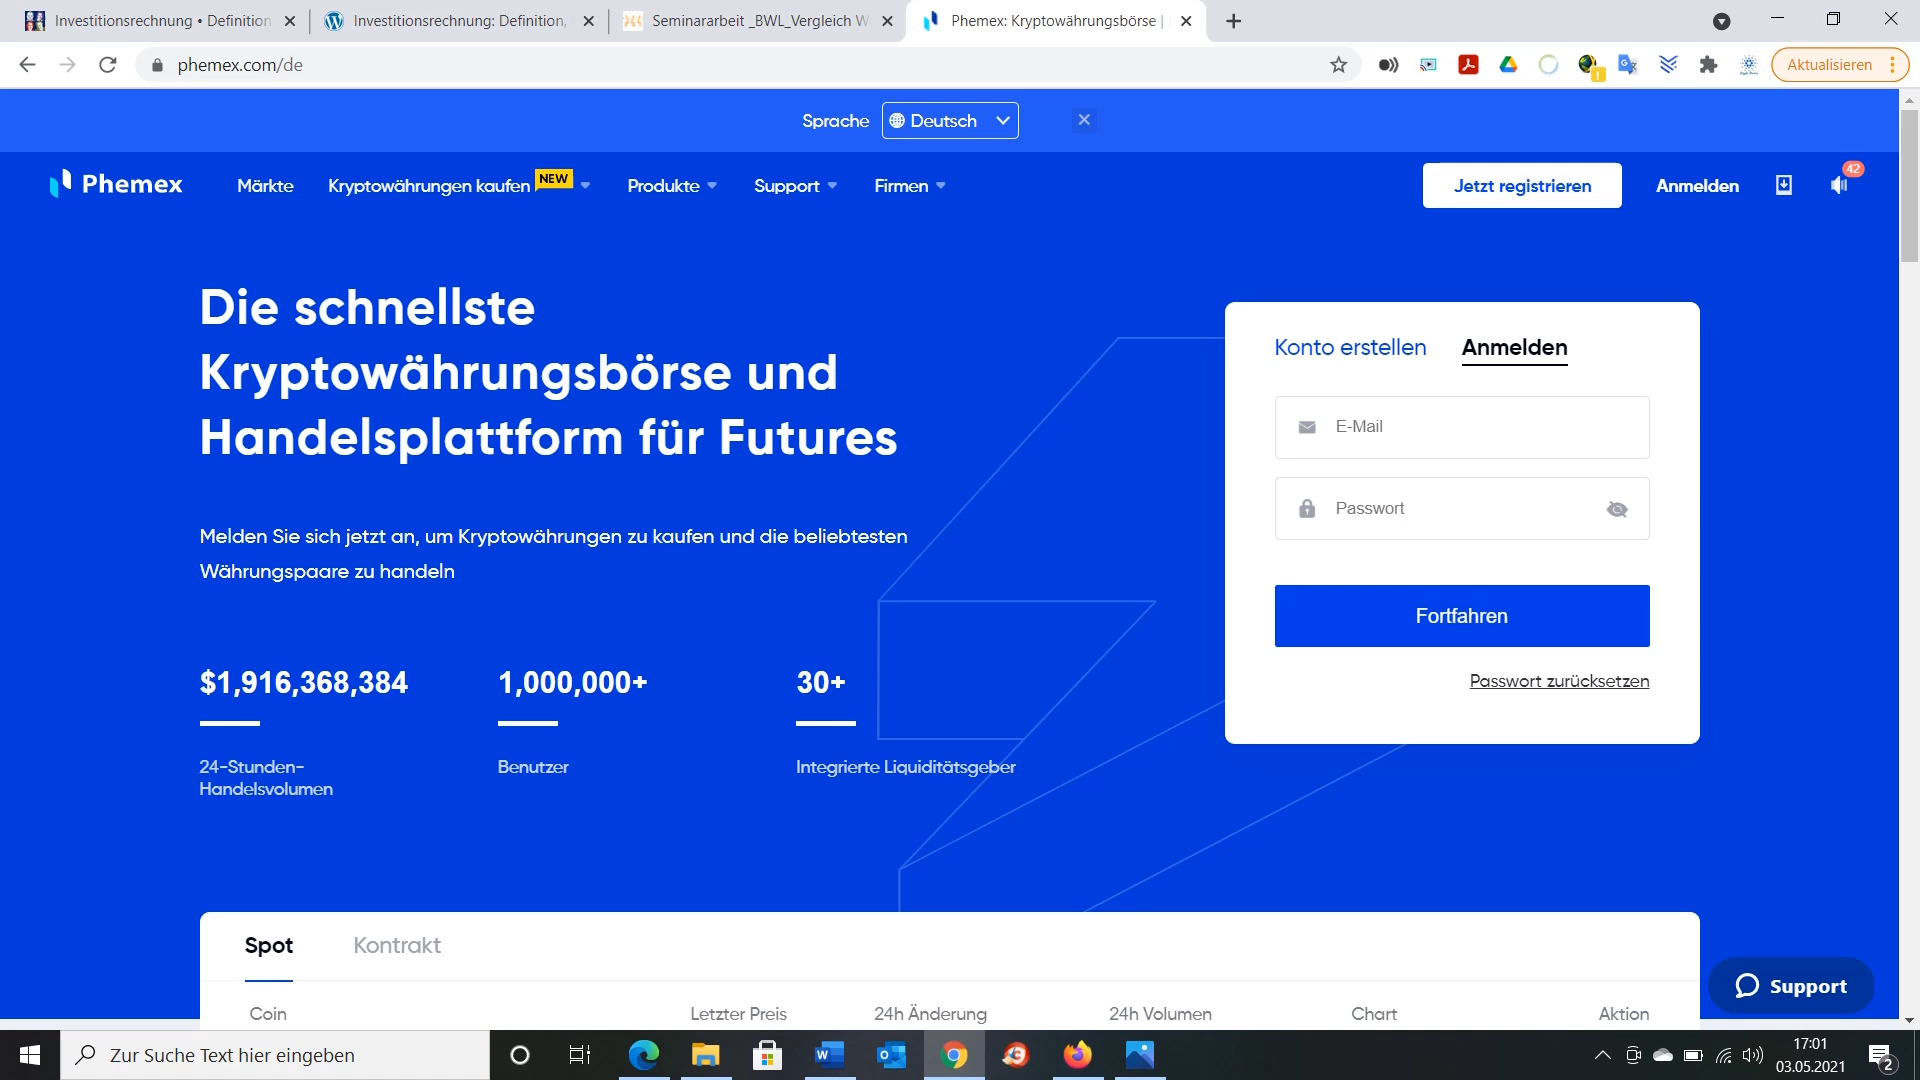 Investitionsrechnung • Definition
Investitionsrechnung: Definition,
Seminararbeit _BWL_Vergleich W
Phemex: Kryptowährungsbörse |
phemex.com/de
Aktualisieren
Sprache
Deutsch
Phemex
Märkte
Kryptowährungen kaufen
NEW
Produkte
Support
Firmen
Jetzt registrieren
Anmelden
42
Die schnellste
Kryptowährungsbörse und
Handelsplattform für Futures
Melden Sie sich jetzt an, um Kryptowährungen zu kaufen und die beliebtesten
Währungspaare zu handeln
$1,916,368,384
24-Stunden-
Handelsvolumen
1,000,000+
Benutzer
30+
Integrierte Liquiditätsgeber
Konto erstellen
Anmelden
E-Mail
Passwort
Fortfahren
Passwort zurücksetzen
Spot
Kontrakt
Coin
Letzter Preis
24h Änderung
24h Volumen
Chart
Aktion
Support
Zur Suche Text hier eingeben
17:01
03.05.2021
2